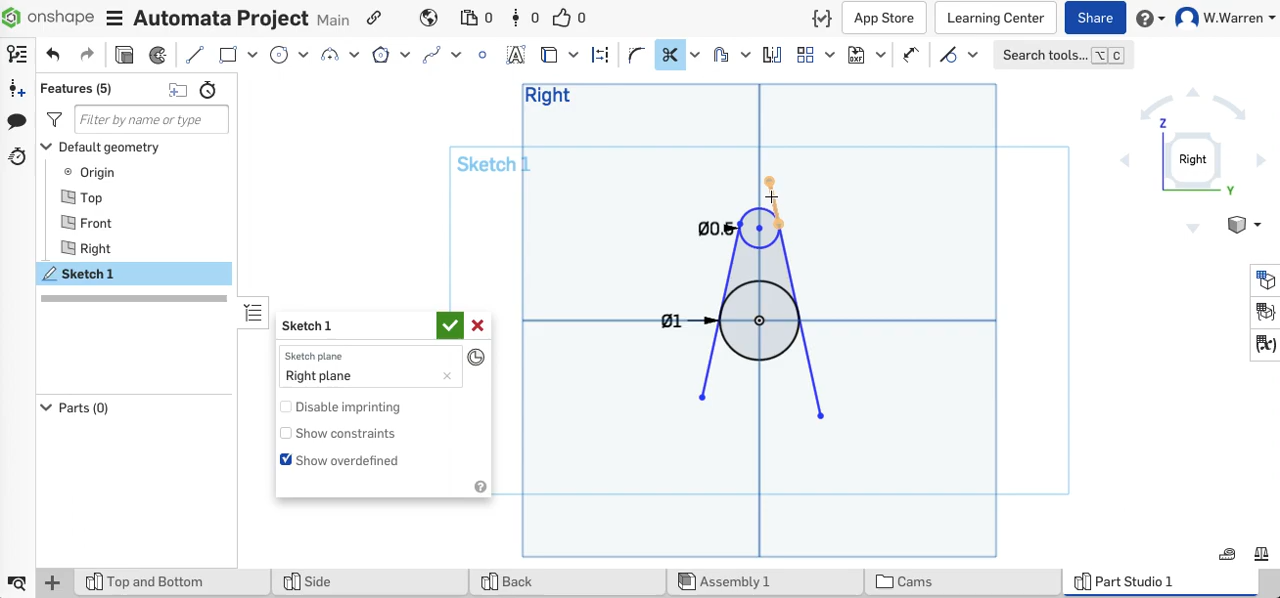 onshape Automata Project Main 0 0 0 App Store Learning Center Share W.Warren
Search tools... ⌥ C
Features (5)
Filter by name or type
Default geometry
Origin
Top
Front
Right
Sketch 1
Parts (0)
Sketch 1
Sketch plane
Right plane
Disable imprinting
Show constraints
Show overdefined
Right
Sketch 1
Ø0.5
Ø1
Z
Right
Y
Top and Bottom Side Back Assembly 1 Cams Part Studio 1